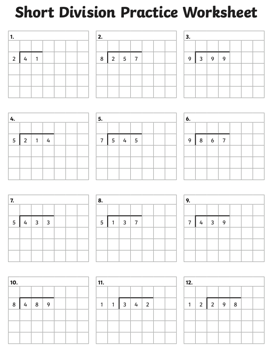 Short Division Practice Worksheet
1. 2. 3.
2 4 1 8 2 5 7 9 3 9 9
4. 5. 6.
5 2 1 4 7 5 4 5 9 8 6 7
7. 8. 9.
5 4 3 3 5 1 3 7 7 4 3 9
10. 11. 12.
8 4 8 9 1 1 3 4 2 1 2 2 9 8